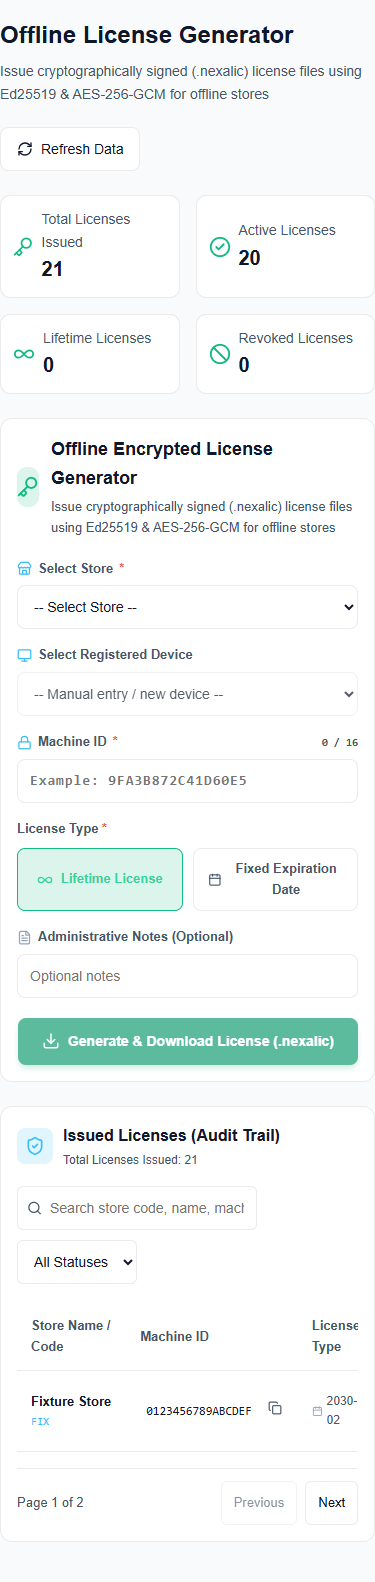 Offline License Generator
Issue cryptographically signed (.nexalic) license files using
Ed25519 & AES-256-GCM for offline stores
Refresh Data
Total Licenses
Issued
21
Active Licenses
20
Lifetime Licenses
0
Revoked Licenses
0
Offline Encrypted License
Generator
Issue cryptographically signed (.nexalic) license files
using Ed25519 & AES-256-GCM for offline stores
Select Store *
-- Select Store --
Select Registered Device
-- Manual entry / new device --
Machine ID *
0 / 16
Example: 9FA3B872C41D60E5
License Type *
Lifetime License
Fixed Expiration
Date
Administrative Notes (Optional)
Optional notes
Generate & Download License (.nexalic)
Issued Licenses (Audit Trail)
Total Licenses Issued: 21
Search store code, name, mach
All Statuses
Store Name /
Code
Machine ID
License
Type
Fixture Store
FIX
0123456789ABCDEF
2030-
02
Page 1 of 2
Previous
Next